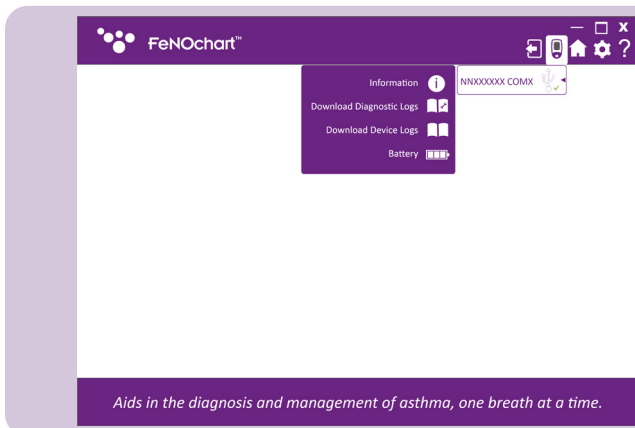 FeNOchart™
Information
NNXXXXXX COMX
Download Diagnostic Logs
Download Device Logs
Battery
Aids in the diagnosis and management of asthma, one breath at a time.